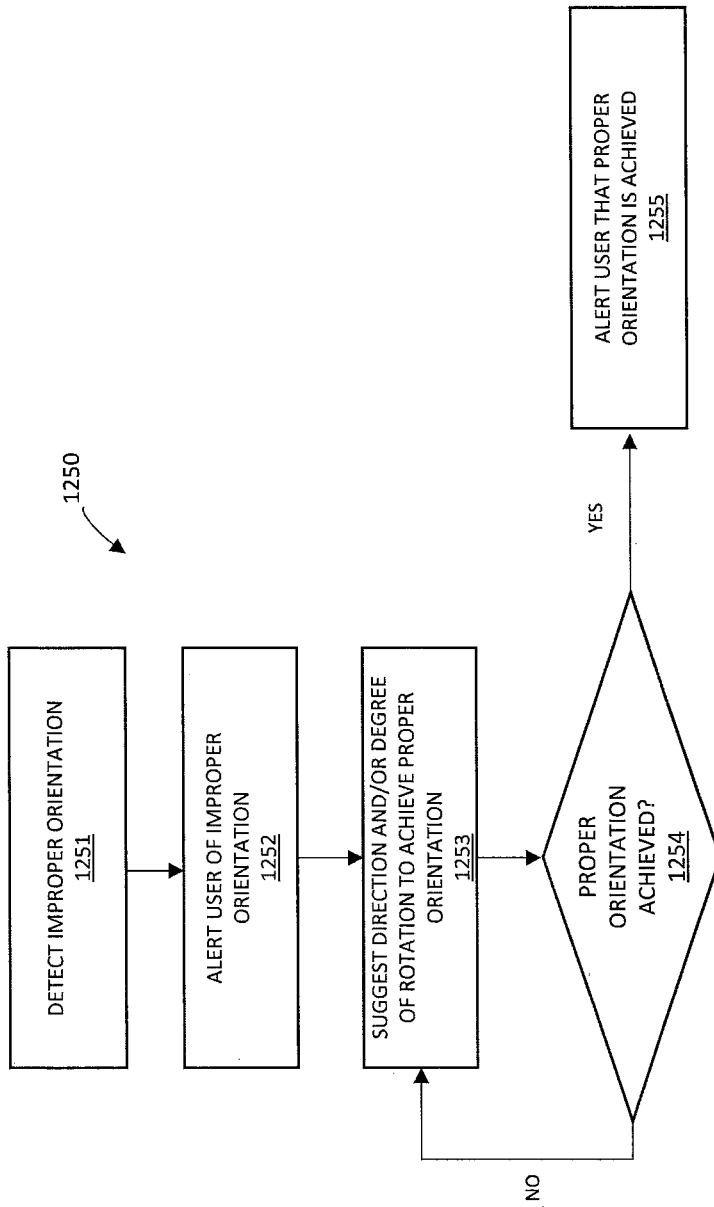 1250
DETECT IMPROPER ORIENTATION
1251
ALERT USER OF IMPROPER
ORIENTATION
1252
SUGGEST DIRECTION AND/OR DEGREE
OF ROTATION TO ACHIEVE PROPER
ORIENTATION
1253
PROPER
ORIENTATION
ACHIEVED?
1254
NO
YES
ALERT USER THAT PROPER
ORIENTATION IS ACHIEVED
1255